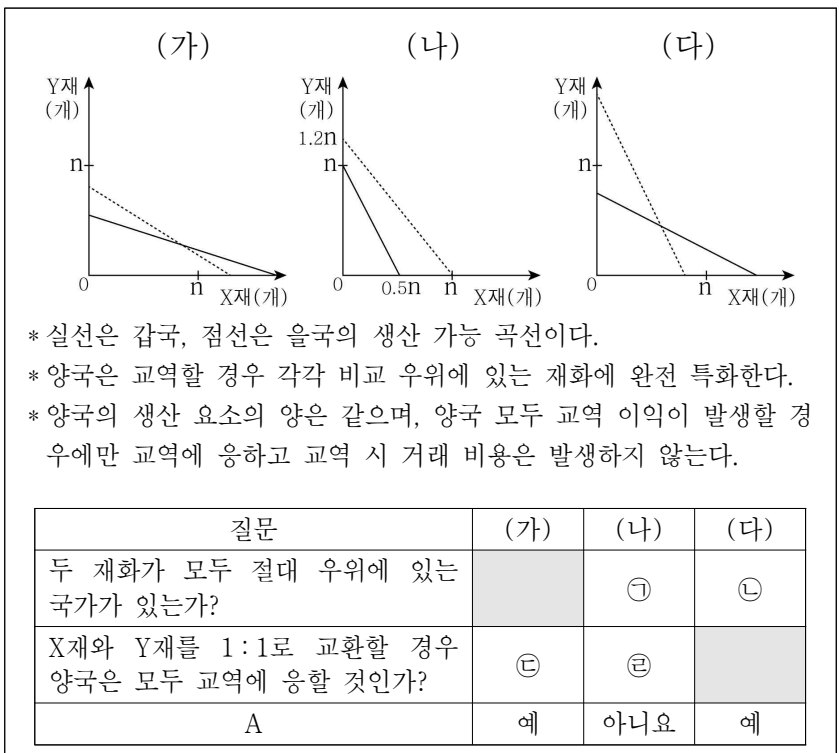 (가) (나) (다)
Y재 (개) n 0 n X재(개)
Y재 (개) 1.2n n 0 0.5n n X재(개)
Y재 (개) n 0 n X재(개)
* 실선은 갑국, 점선은 을국의 생산 가능 곡선이다.
* 양국은 교역할 경우 각각 비교 우위에 있는 재화에 완전 특화한다.
* 양국의 생산 요소의 양은 같으며, 양국 모두 교역 이익이 발생할 경
우에만 교역에 응하고 교역 시 거래 비용은 발생하지 않는다.
질문 (가) (나) (다)
두 재화가 모두 절대 우위에 있는
국가가 있는가? ㉠ ㉡
X재와 Y재를 1:1로 교환할 경우
양국은 모두 교역에 응할 것인가? ㉢ ㉣
A 예 아니요 예